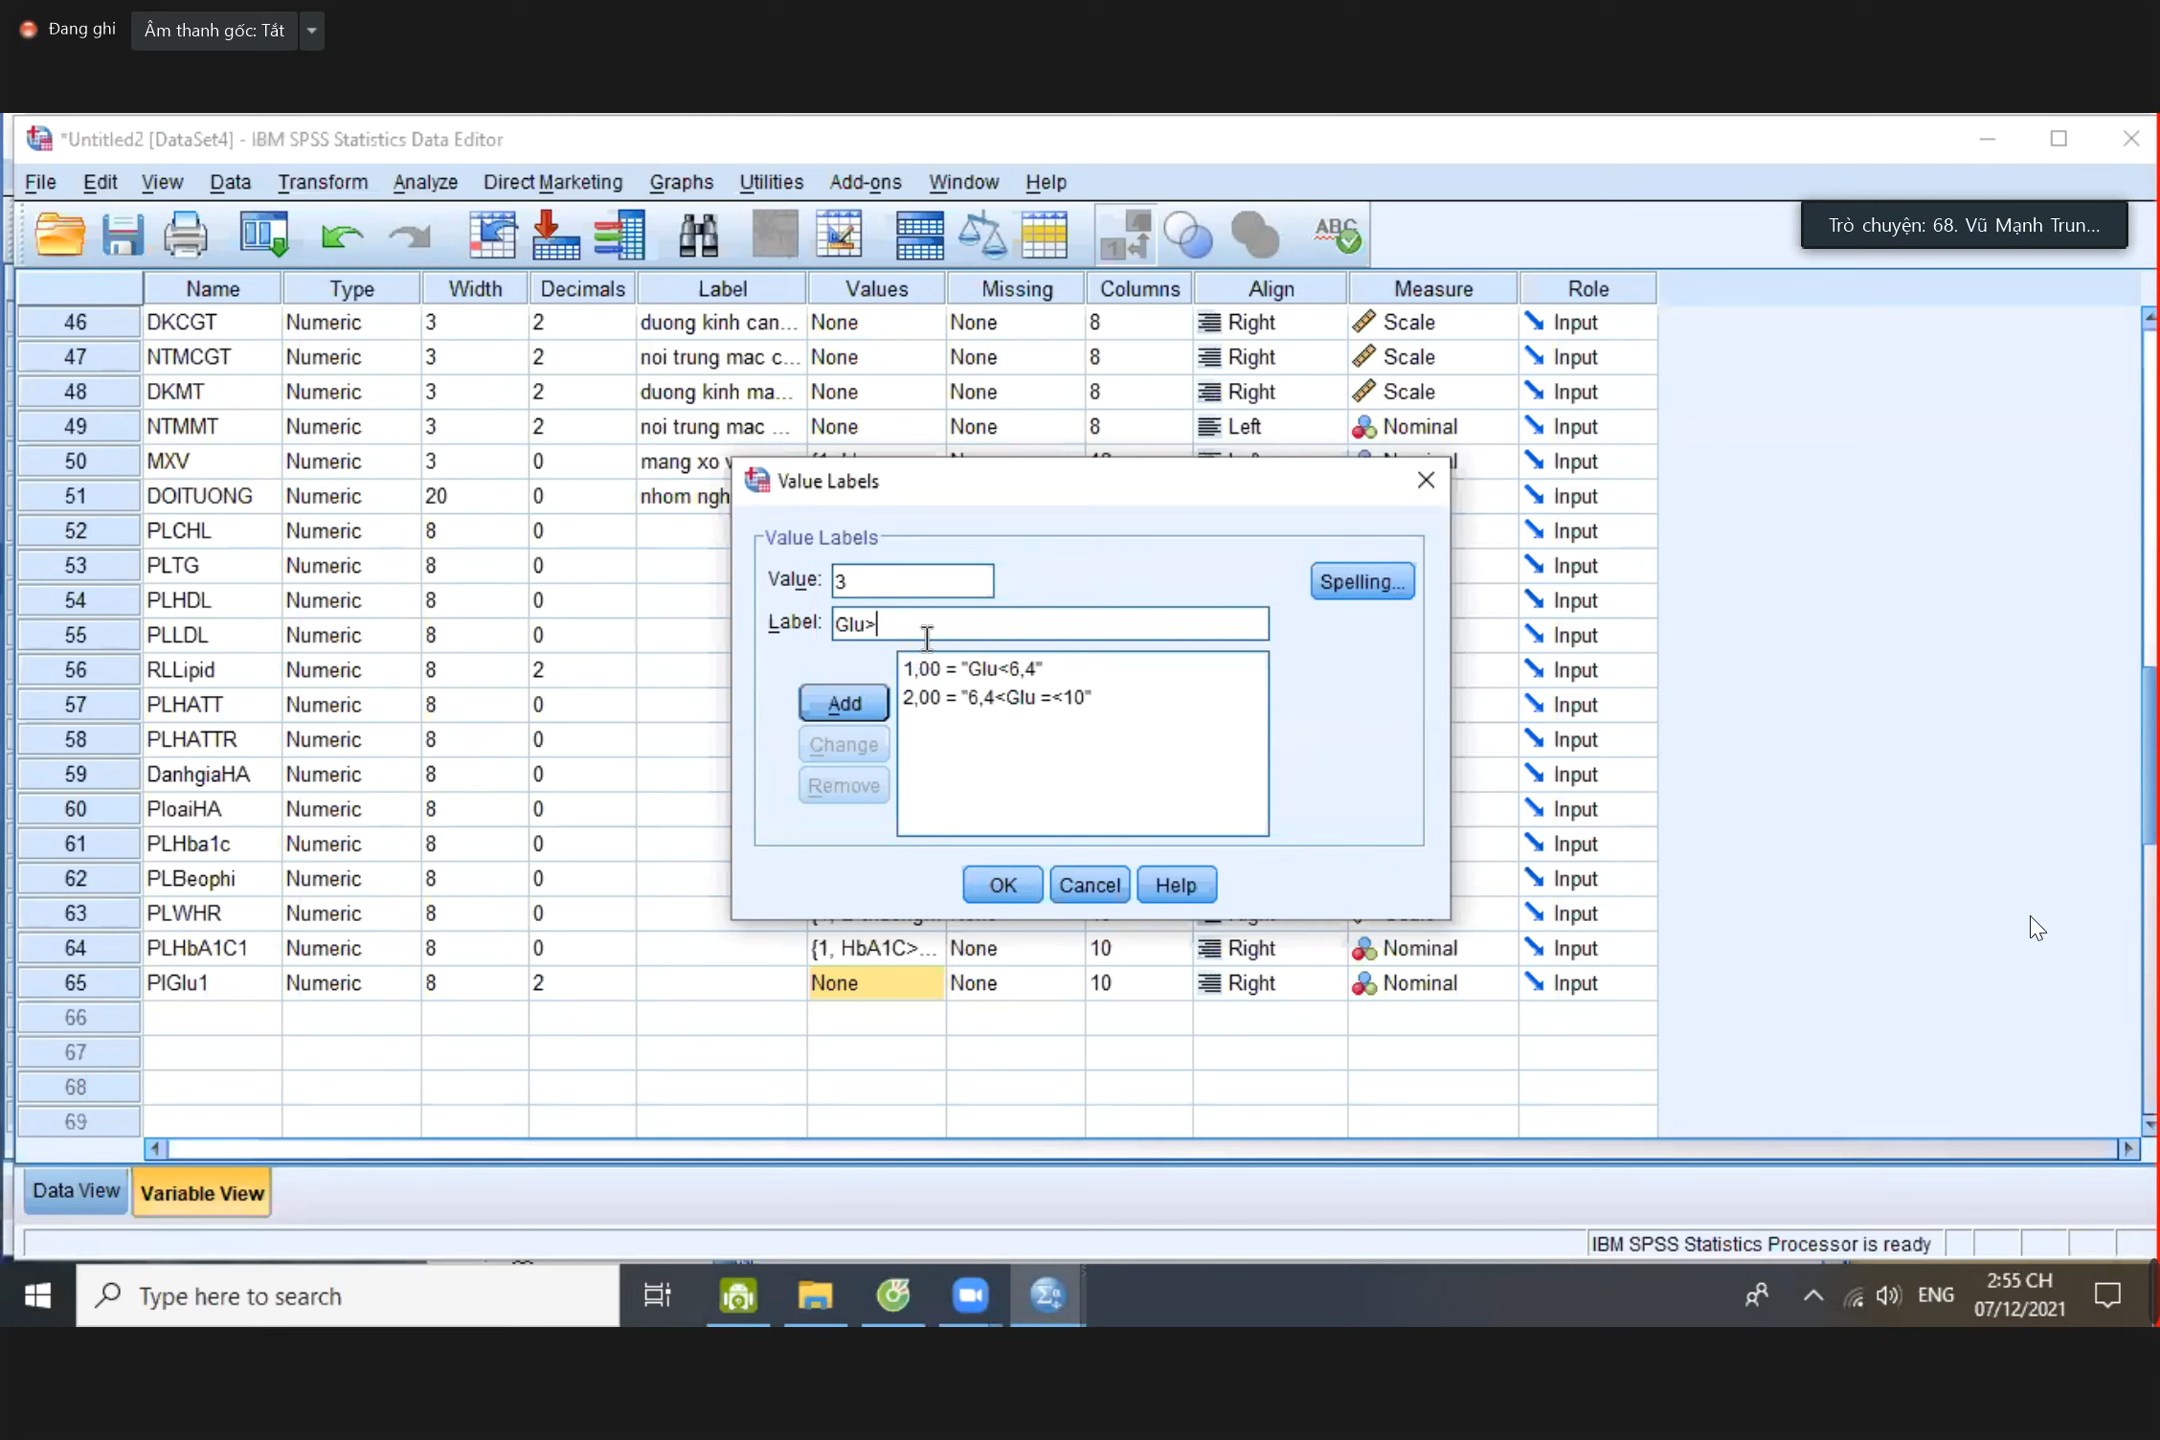 Đang ghi
Âm thanh gốc: Tắt
*Untitled2 [DataSet4] - IBM SPSS Statistics Data Editor
File Edit View Data Transform Analyze Direct Marketing Graphs Utilities Add-ons Window Help
Trò chuyện: 68. Vũ Mạnh Trun...
Name Type Width Decimals Label Values Missing Columns Align Measure Role
46 DKCGT Numeric 3 2 duong kinh can... None None 8 Right Scale Input
47 NTMCGT Numeric 3 2 noi trung mac c... None None 8 Right Scale Input
48 DKMT Numeric 3 2 duong kinh ma... None None 8 Right Scale Input
49 NTMMT Numeric 3 2 noi trung mac ... None None 8 Left Nominal Input
50 MXV Numeric 3 0 mang xo Input
51 DOITUONG Numeric 20 0 nhom Input
52 PLCHL Numeric 8 0 Input
53 PLTG Numeric 8 0 Input
54 PLHDL Numeric 8 0 Input
55 PLLDL Numeric 8 0 Input
56 RLLipid Numeric 8 2 Input
57 PLHATT Numeric 8 0 Input
58 PLHATTR Numeric 8 0 Input
59 DanhgiaHA Numeric 8 0 Input
60 PloaiHA Numeric 8 0 Input
61 PLHba1c Numeric 8 0 Input
62 PLBeophi Numeric 8 0 Input
63 PLWHR Numeric 8 0 Input
64 PLHbA1C1 Numeric 8 0 {1, HbA1C>... None 10 Right Nominal Input
65 PlGlu1 Numeric 8 2 None None 10 Right Nominal Input
66
67
68
69
Value Labels
Value Labels
Value: 3
Spelling...
Label: Glu>
1,00 = "Glu<6,4"
2,00 = "6,4<Glu =<10"
Add
Change
Remove
OK Cancel Help
Data View Variable View
IBM SPSS Statistics Processor is ready
Type here to search
ENG
2:55 CH
07/12/2021